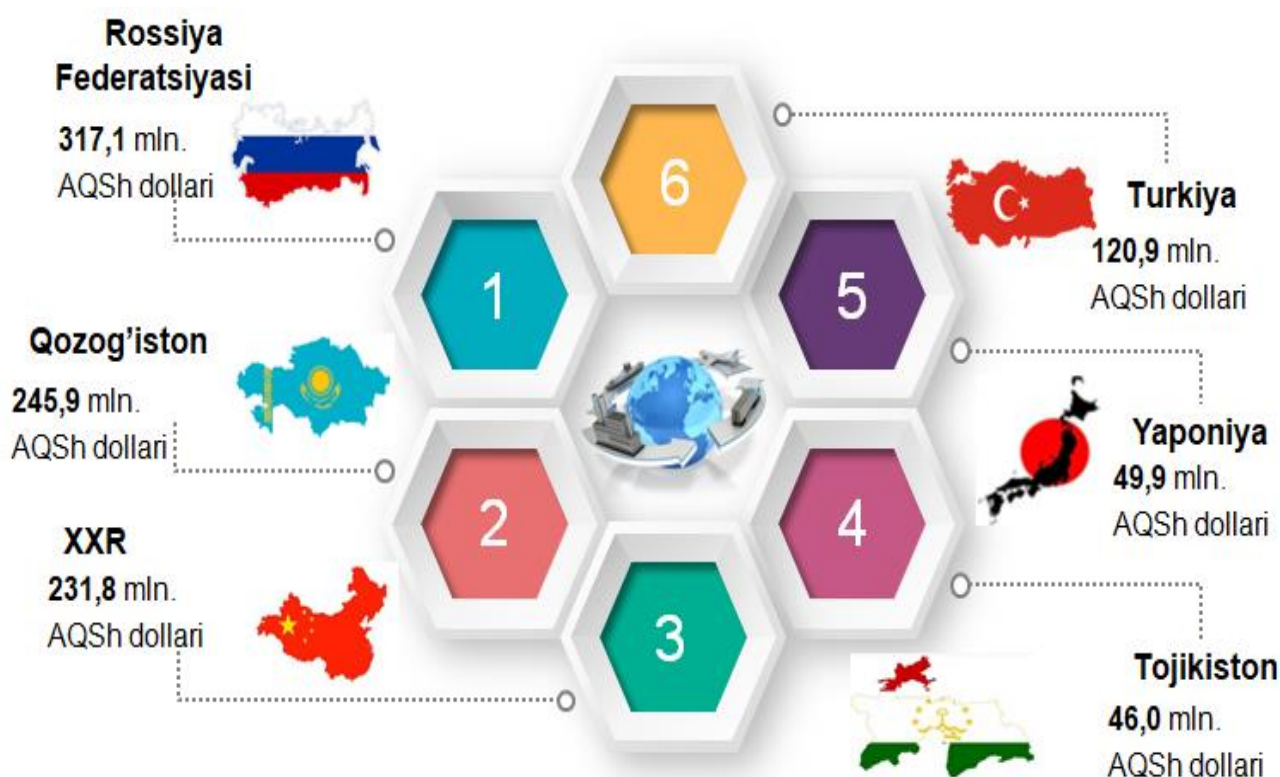 Rossiya
Federatsiyasi
317,1 mln.
AQSh dollari
Qozog’iston
245,9 mln.
AQSh dollari
XXR
231,8 mln.
AQSh dollari
1
2
3
4
5
6
Turkiya
120,9 mln.
AQSh dollari
Yaponiya
49,9 mln.
AQSh dollari
Tojikiston
46,0 mln.
AQSh dollari